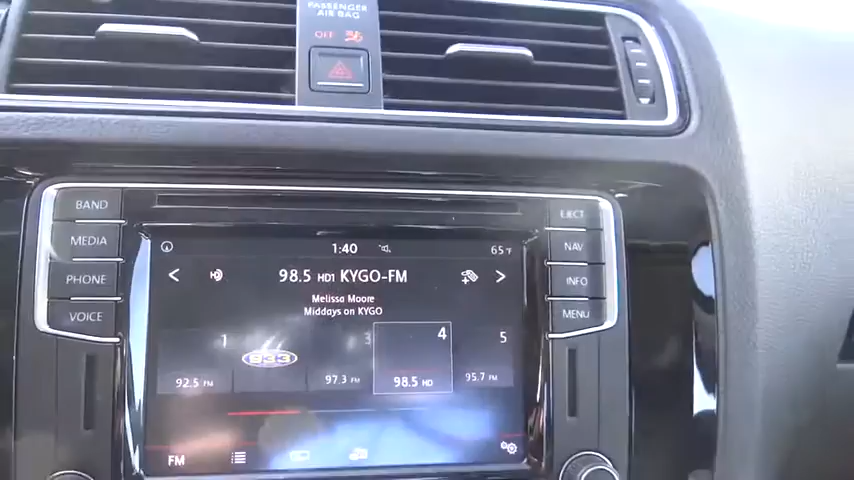 PASSENGER
AIR BAG
OFF
BAND
MEDIA
PHONE
VOICE
EJECT
NAV
INFO
MENU
1:40
65°F
98.5 HD1 KYGO-FM
Melissa Moore
Middays on KYGO
1
3
4
5
92.5 FM
933
97.3 FM
98.5 HD
95.7 FM
FM